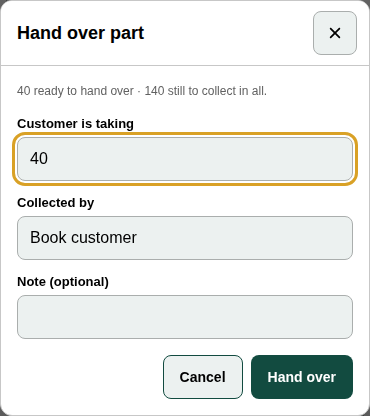 Hand over part
×
40 ready to hand over · 140 still to collect in all.
Customer is taking
40
Collected by
Book customer
Note (optional)
Cancel
Hand over